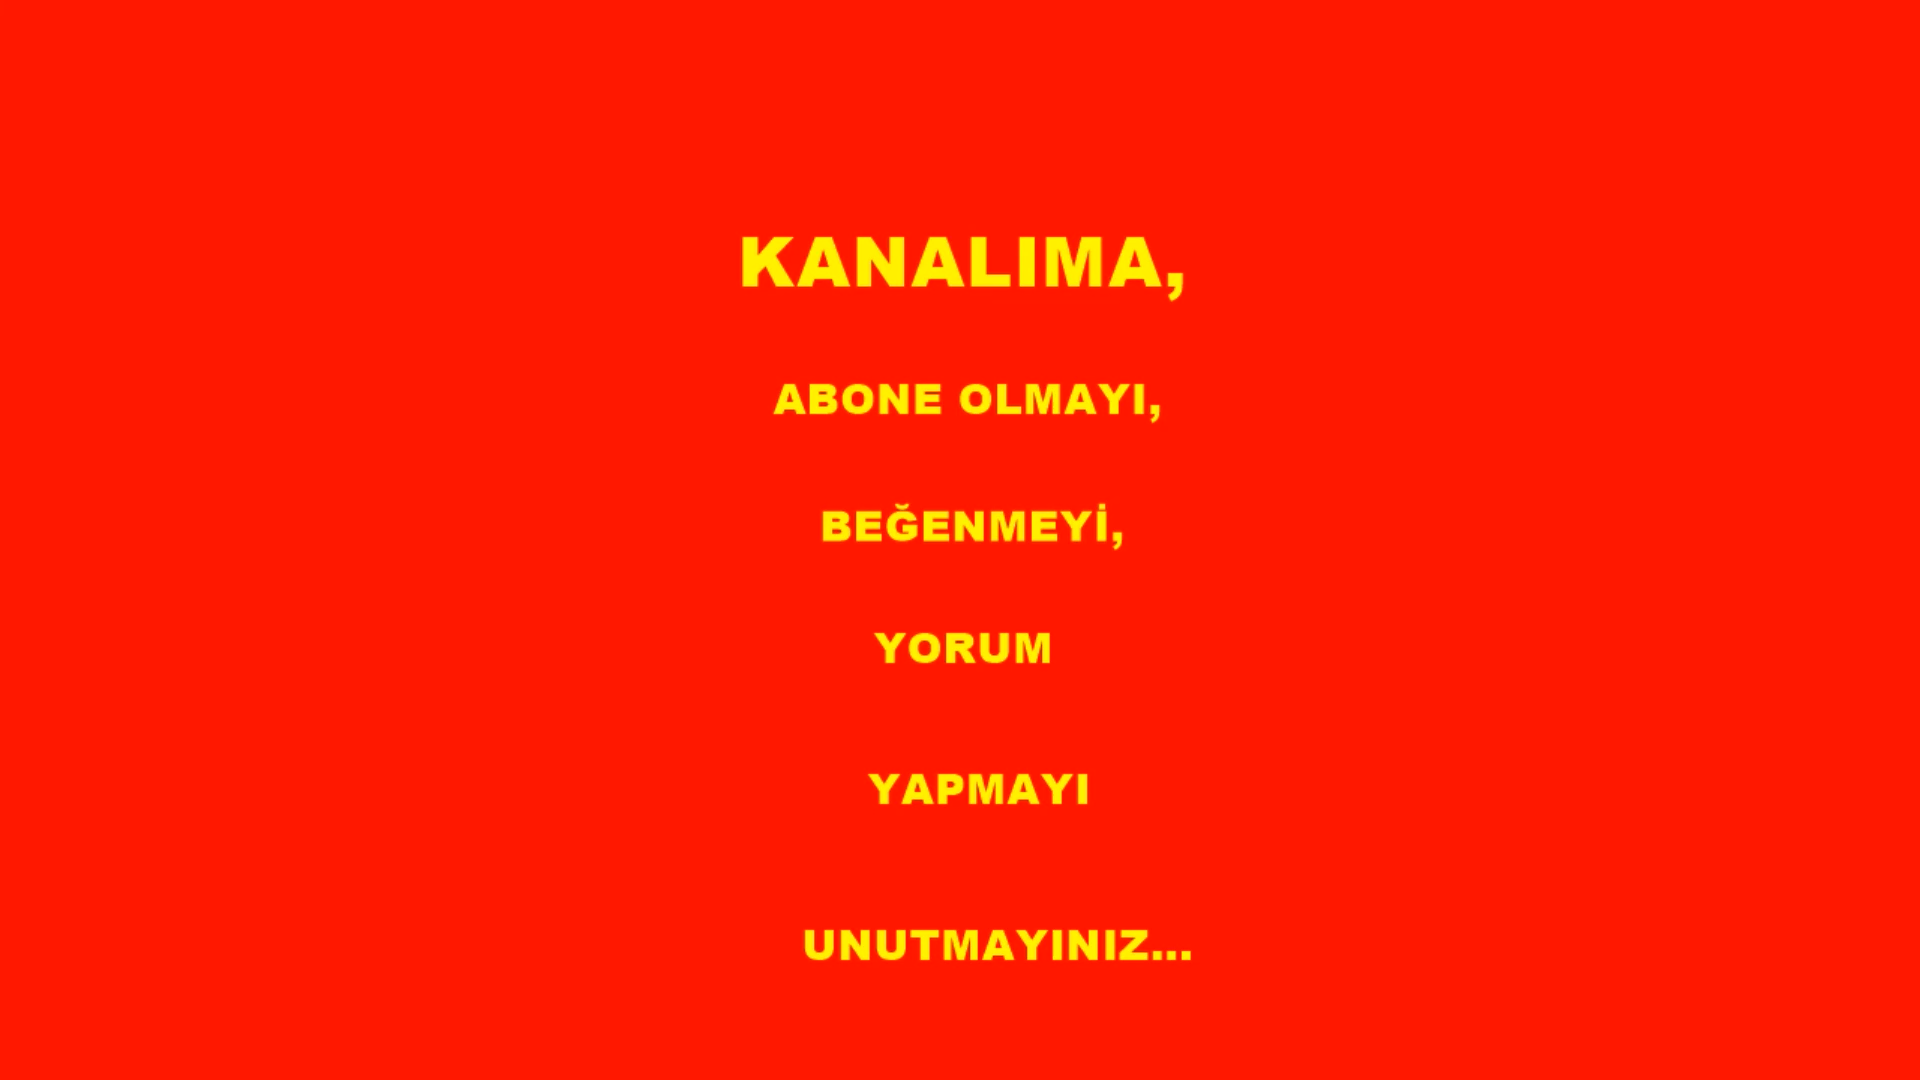 KANALIMA,
ABONE OLMAYI,
BEĞENMEYİ,
YORUM
YAPMAYI
UNUTMAYINIZ...